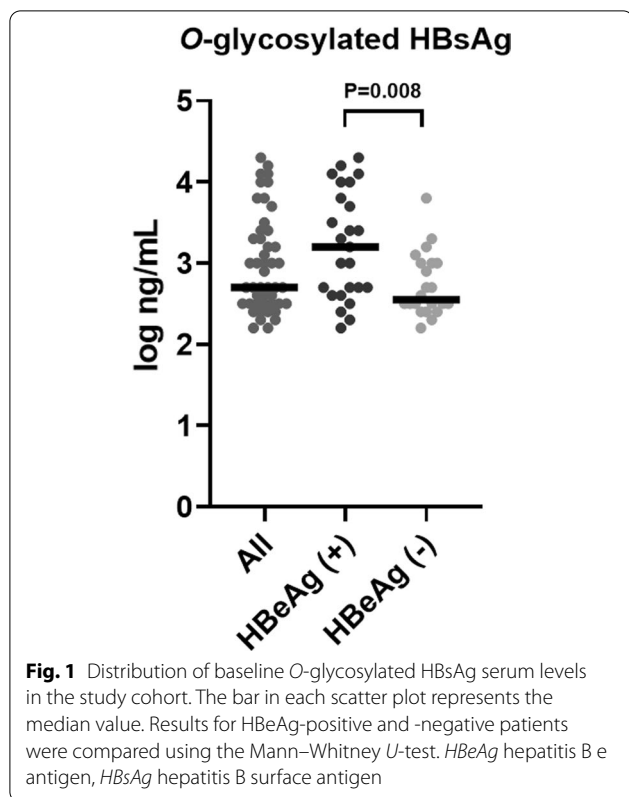 O-glycosylated HBsAg
P=0.008
log ng/mL
5
4
3
2
1
0
All
HBeAg (+)
HBeAg (-)
Fig. 1 Distribution of baseline O-glycosylated HBsAg serum levels
in the study cohort. The bar in each scatter plot represents the
median value. Results for HBeAg-positive and -negative patients
were compared using the Mann–Whitney U-test. HBeAg hepatitis B e
antigen, HBsAg hepatitis B surface antigen